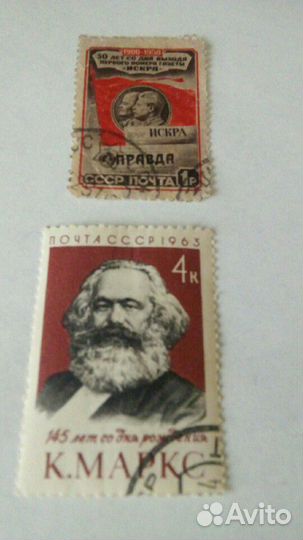 1900-1950
50 ЛЕТ СО ДНЯ ВЫХОДА
ПЕРВОГО НОМЕРА ГАЗЕТЫ
"ИСКРА"
ИСКРА
ПРАВДА
СССР ПОЧТА 1Р
ПОЧТА СССР 1963
4к
145 лет со дня рождения
К. МАРКС
Avito